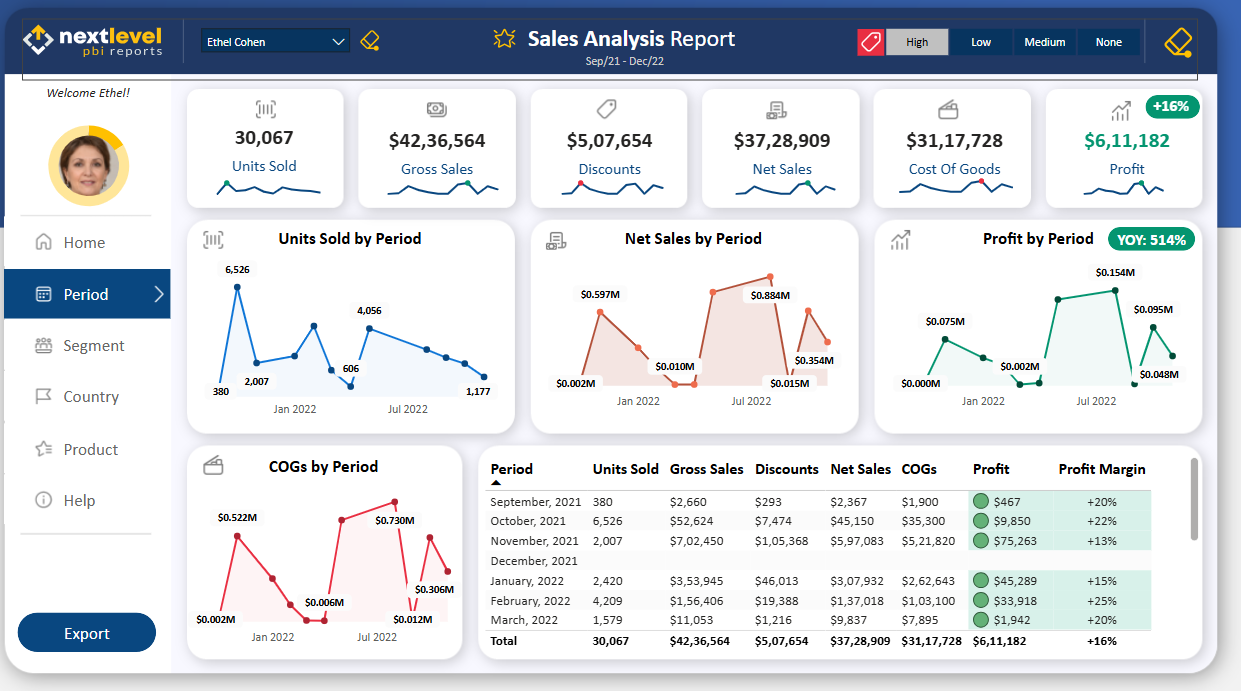 nextlevel
pbi reports
Ethel Cohen
Sales Analysis Report
Sep/21 - Dec/22
High Low Medium None
Welcome Ethel!
Home
Period
Segment
Country
Product
Help
Export
30,067
Units Sold
$42,36,564
Gross Sales
$5,07,654
Discounts
$37,28,909
Net Sales
$31,17,728
Cost Of Goods
+16%
$6,11,182
Profit
Units Sold by Period
6,526
4,056
606
2,007
380
1,177
Jan 2022 Jul 2022
Net Sales by Period
$0.597M
$0.884M
$0.010M
$0.354M
$0.002M
$0.015M
Jan 2022 Jul 2022
Profit by Period YOY: 514%
$0.154M
$0.095M
$0.075M
$0.002M
$0.048M
$0.000M
Jan 2022 Jul 2022
COGs by Period
$0.522M
$0.730M
$0.306M
$0.006M
$0.002M
$0.012M
Jan 2022 Jul 2022
Period Units Sold Gross Sales Discounts Net Sales COGs Profit Profit Margin
September, 2021 380 $2,660 $293 $2,367 $1,900 $467 +20%
October, 2021 6,526 $52,624 $7,474 $45,150 $35,300 $9,850 +22%
November, 2021 2,007 $7,02,450 $1,05,368 $5,97,083 $5,21,820 $75,263 +13%
December, 2021
January, 2022 2,420 $3,53,945 $46,013 $3,07,932 $2,62,643 $45,289 +15%
February, 2022 4,209 $1,56,406 $19,388 $1,37,018 $1,03,100 $33,918 +25%
March, 2022 1,579 $11,053 $1,216 $9,837 $7,895 $1,942 +20%
Total 30,067 $42,36,564 $5,07,654 $37,28,909 $31,17,728 $6,11,182 +16%